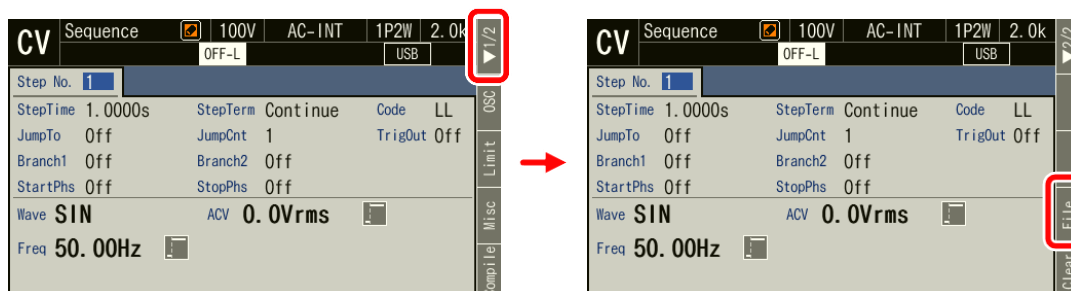 CV Sequence 100V AC-INT 1P2W 2.0k
OFF-L USB
▼1/2
Step No. 1
StepTime 1.0000s StepTerm Continue Code LL
JumpTo Off JumpCnt 1 TrigOut Off
Branch1 Off Branch2 Off
StartPhs Off StopPhs Off
Wave SIN ACV 0.0Vrms
Freq 50.00Hz
OSC
Limit
Misc
Compile
CV Sequence 100V AC-INT 1P2W 2.0k
OFF-L USB
▼2/2
Step No. 1
StepTime 1.0000s StepTerm Continue Code LL
JumpTo Off JumpCnt 1 TrigOut Off
Branch1 Off Branch2 Off
StartPhs Off StopPhs Off
Wave SIN ACV 0.0Vrms
Freq 50.00Hz
File
Clear